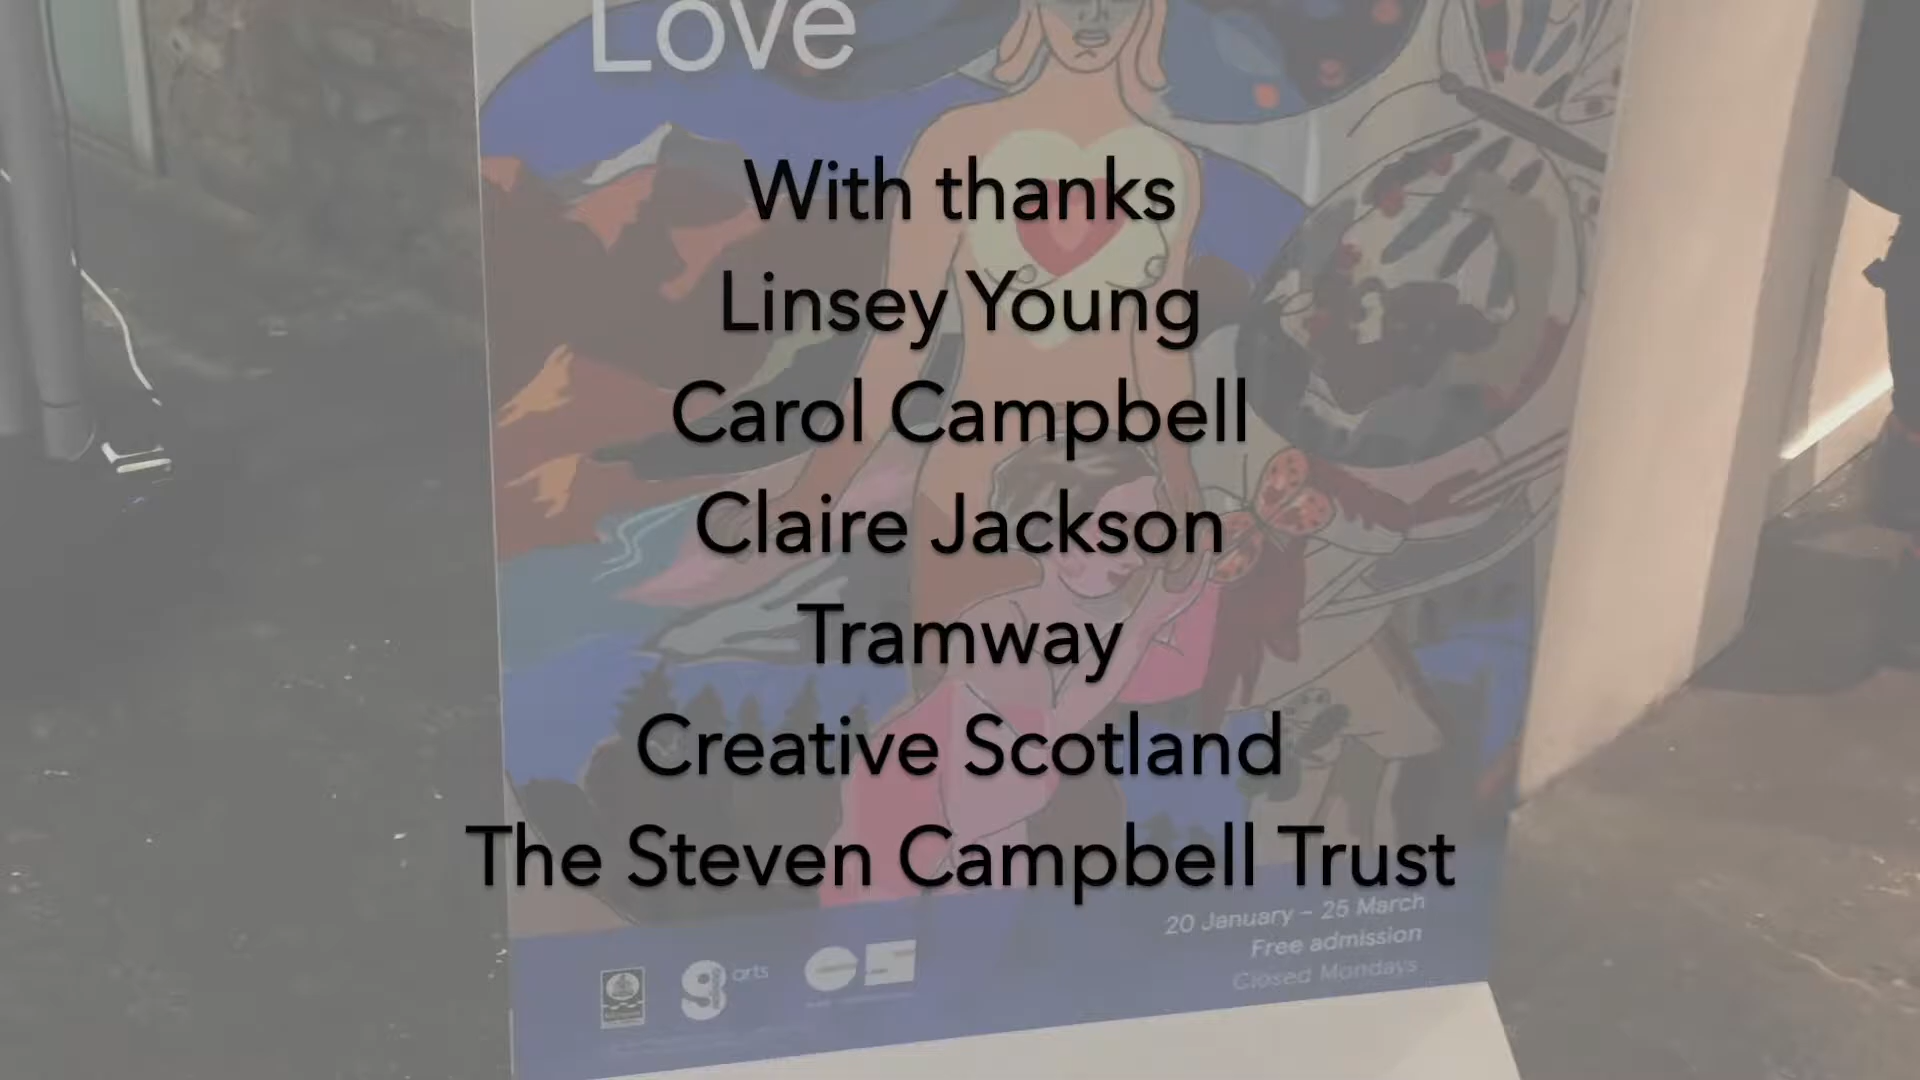 Love
With thanks
Linsey Young
Carol Campbell
Claire Jackson
Tramway
Creative Scotland
The Steven Campbell Trust
20 January – 25 March
Free admission
Closed Mondays
arts